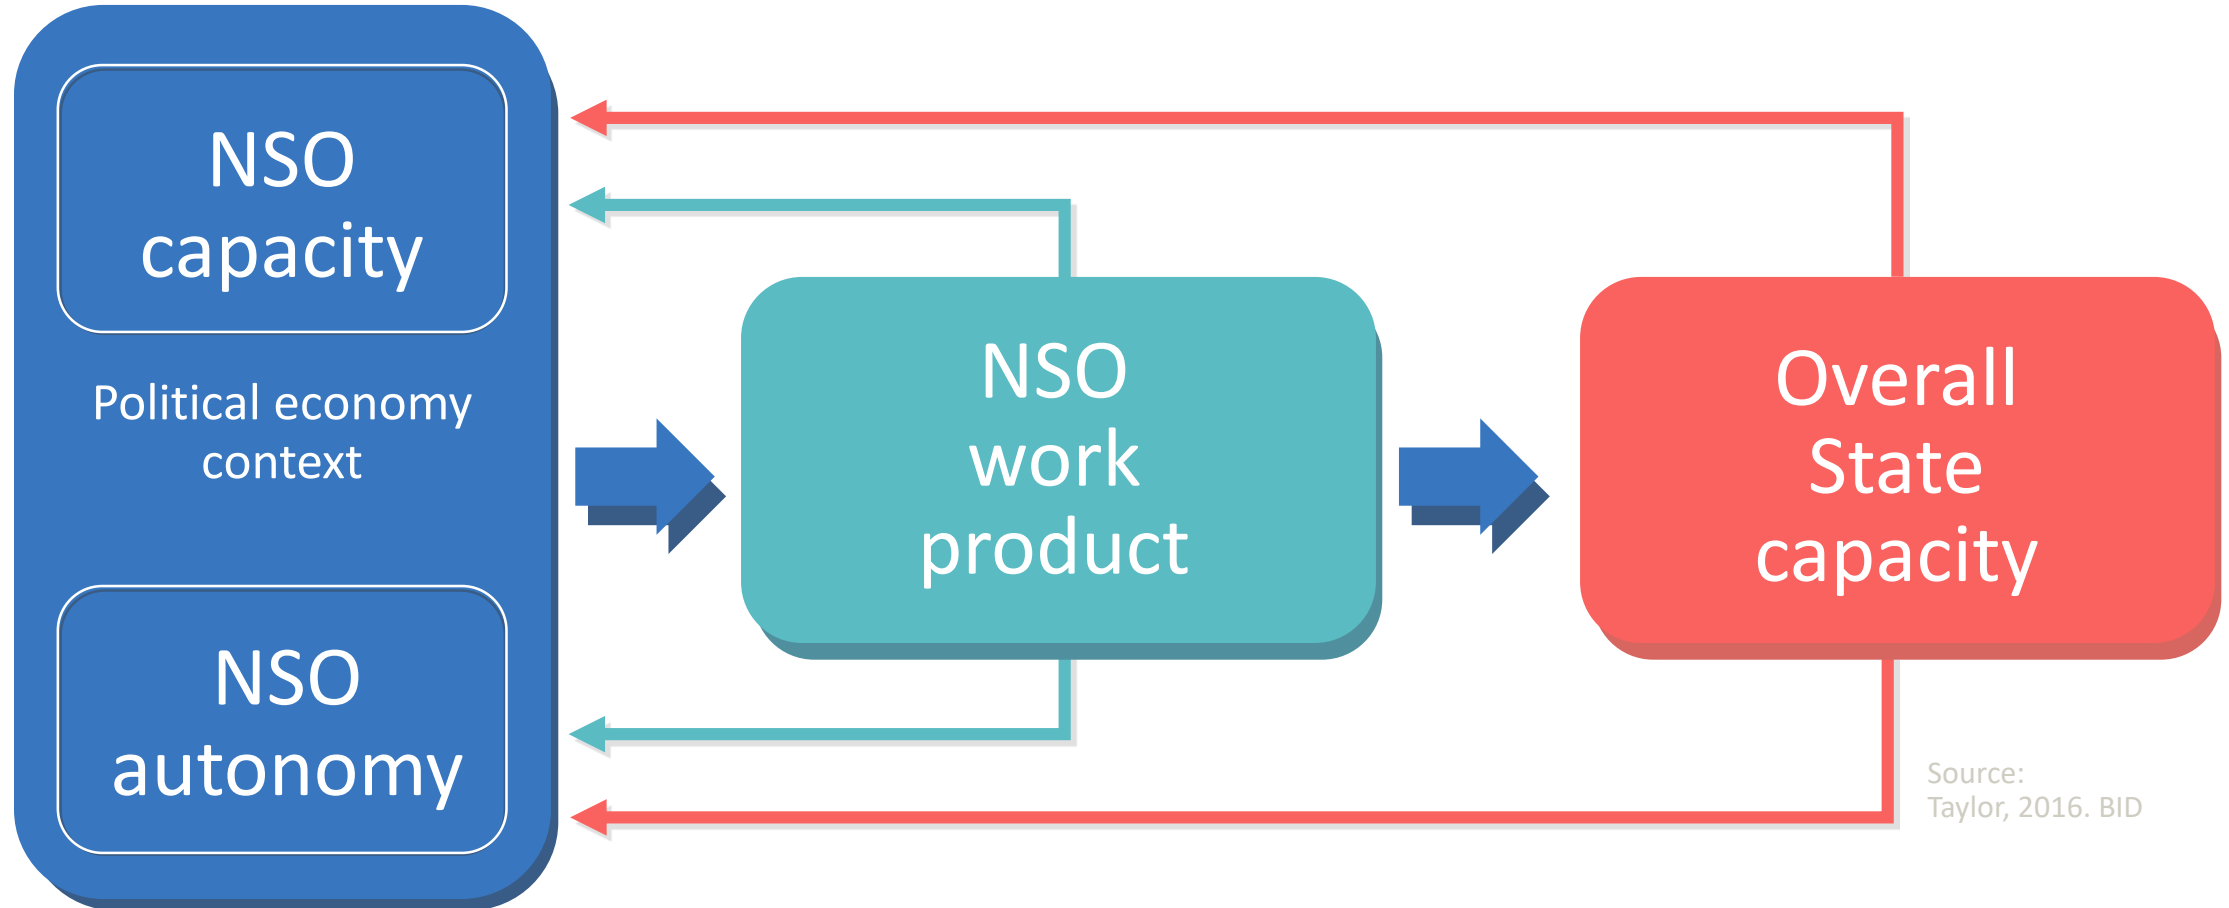 NSO
capacity
Political economy
context
NSO
autonomy
NSO
work
product
Overall
State
capacity
Source:
Taylor, 2016. BID